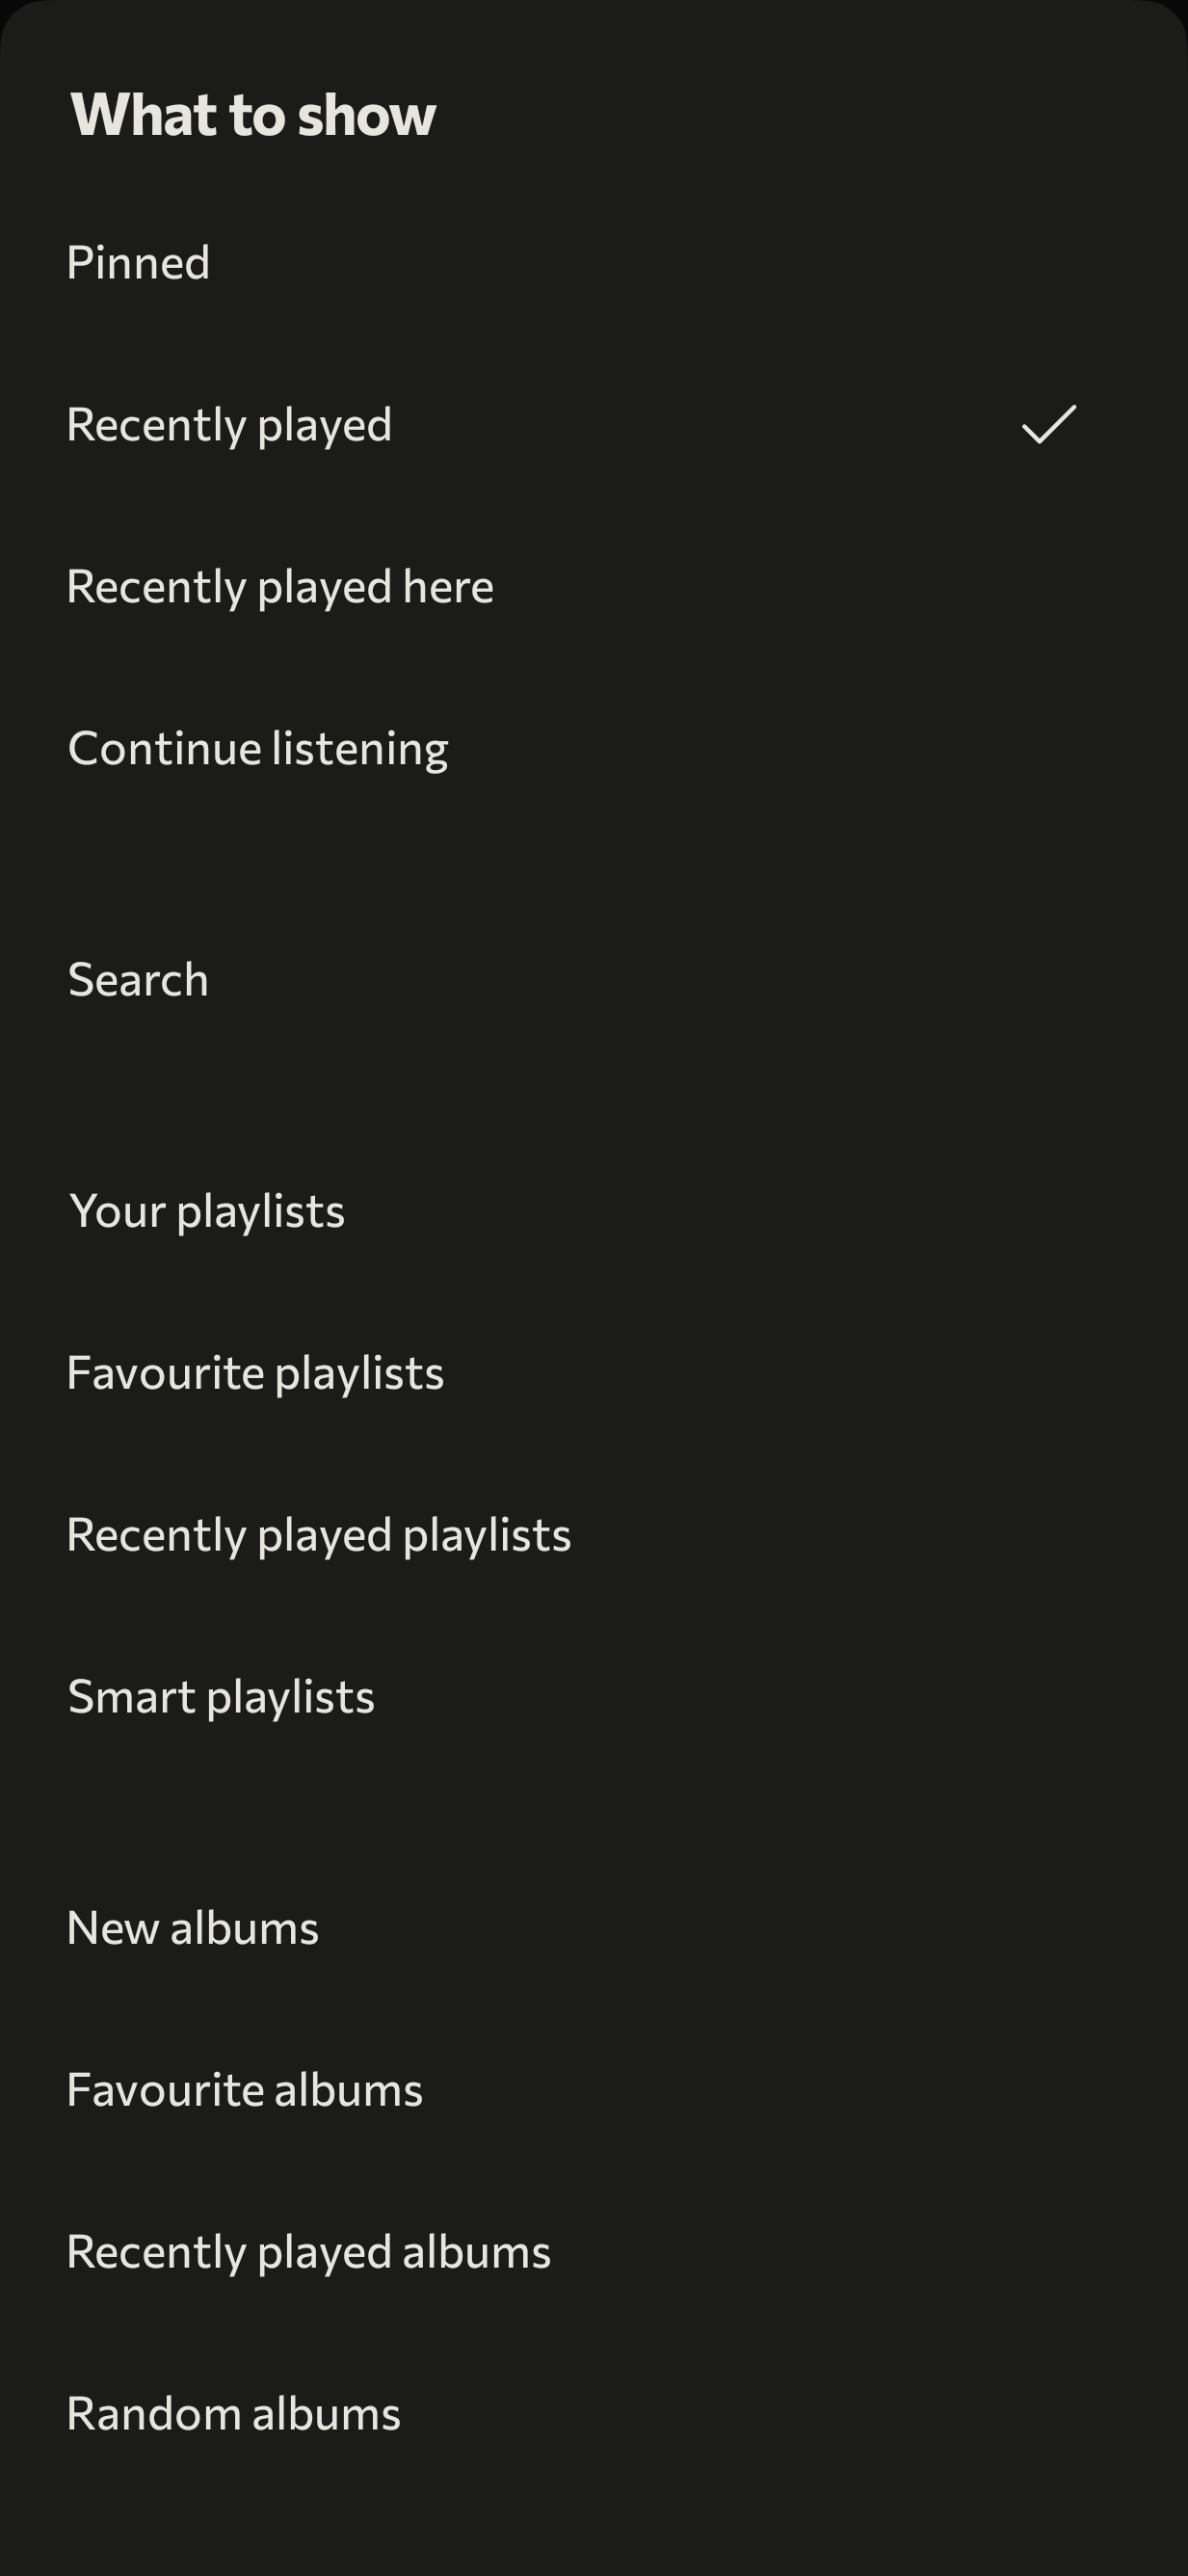 What to show
Pinned
Recently played
Recently played here
Continue listening
Search
Your playlists
Favourite playlists
Recently played playlists
Smart playlists
New albums
Favourite albums
Recently played albums
Random albums